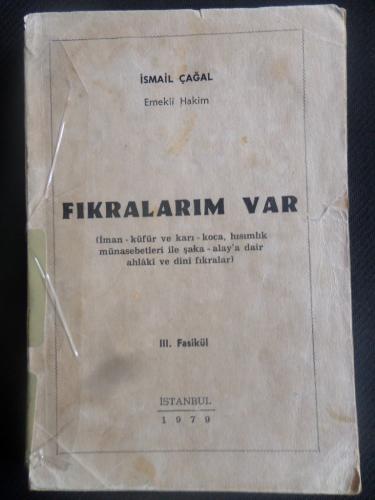 İSMAİL ÇAĞAL
Emekli Hakim
FIKRALARIM VAR
(İman - küfür ve karı - koca, hısımlık
münasebetleri ile şaka - alay'a dair
ahlâki ve dini fıkralar)
III. Fasikül
İSTANBUL
1979